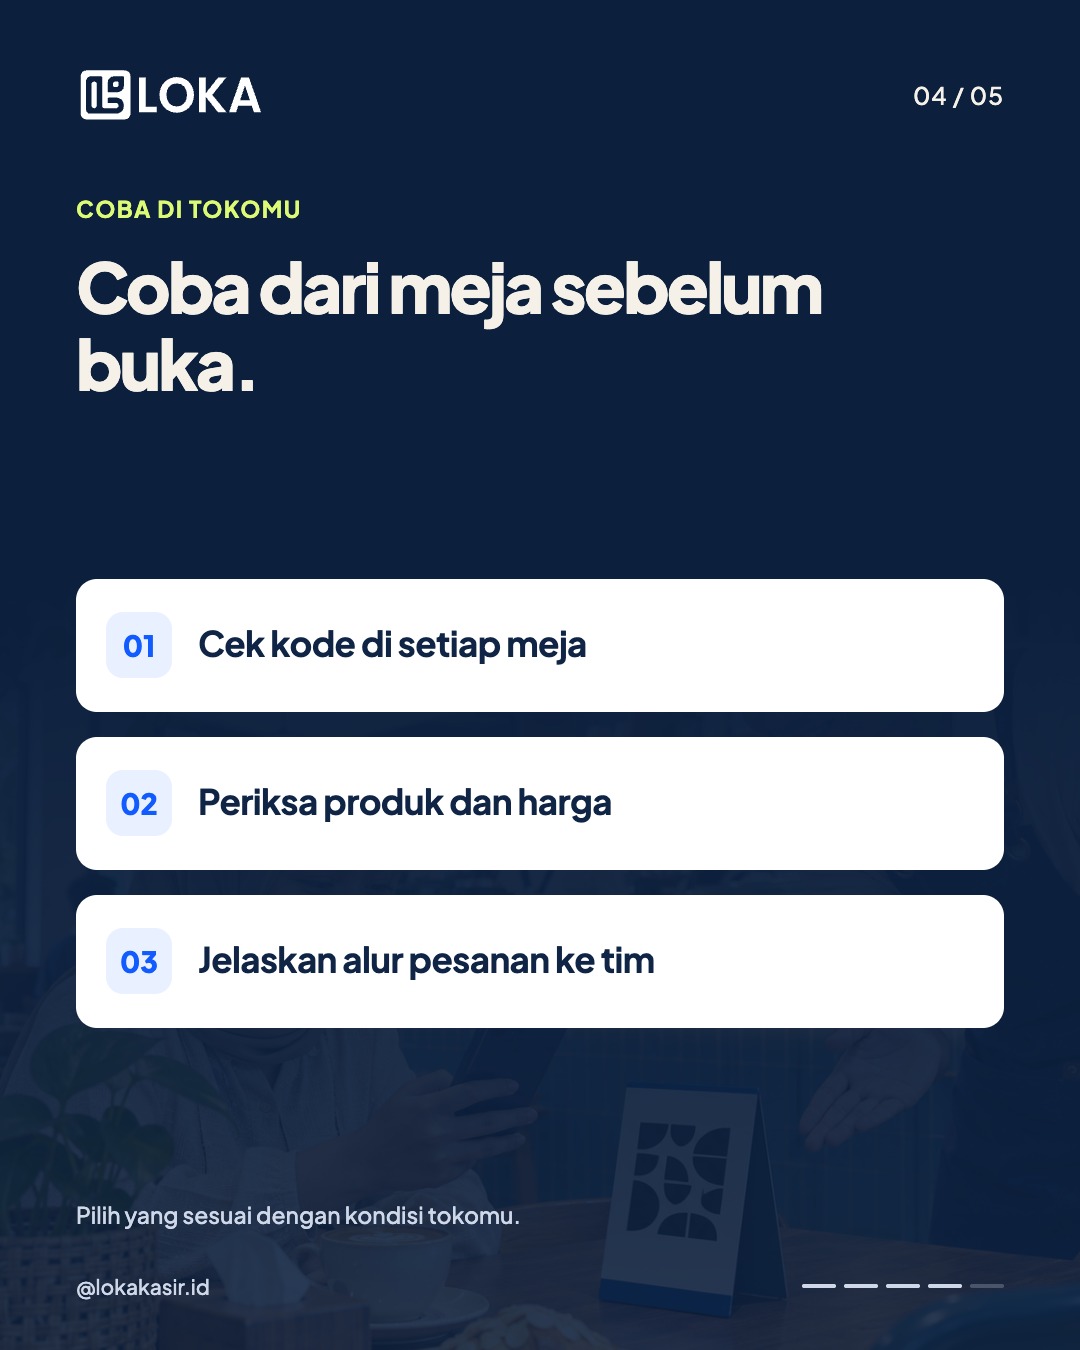 LOKA
04 / 05
COBA DI TOKOMU
Coba dari meja sebelum
buka.
01 Cek kode di setiap meja
02 Periksa produk dan harga
03 Jelaskan alur pesanan ke tim
Pilih yang sesuai dengan kondisi tokomu.
@lokakasir.id